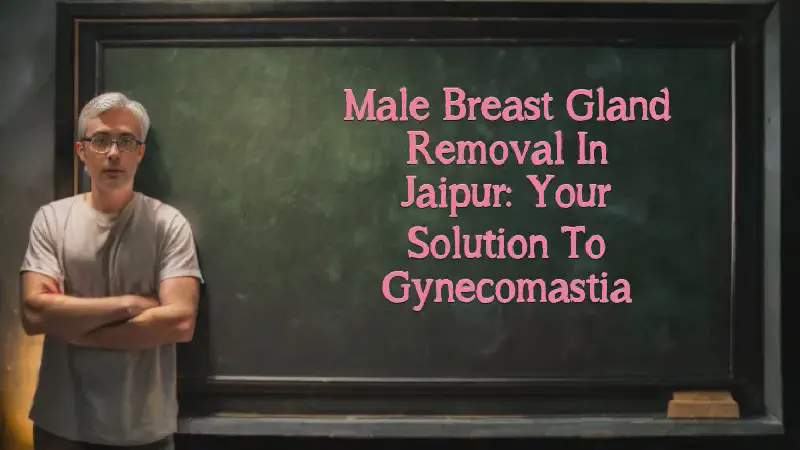 Male Breast Gland
Removal In
Jaipur: Your
Solution To
Gynecomastia